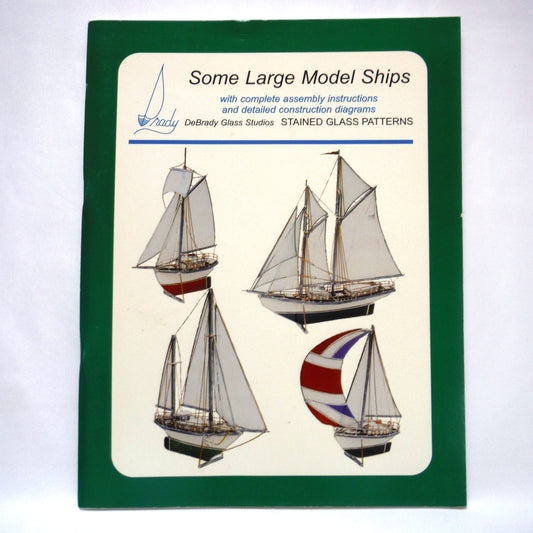 Some Large Model Ships
with complete assembly instructions
and detailed construction diagrams
Brady
DeBrady Glass Studios STAINED GLASS PATTERNS